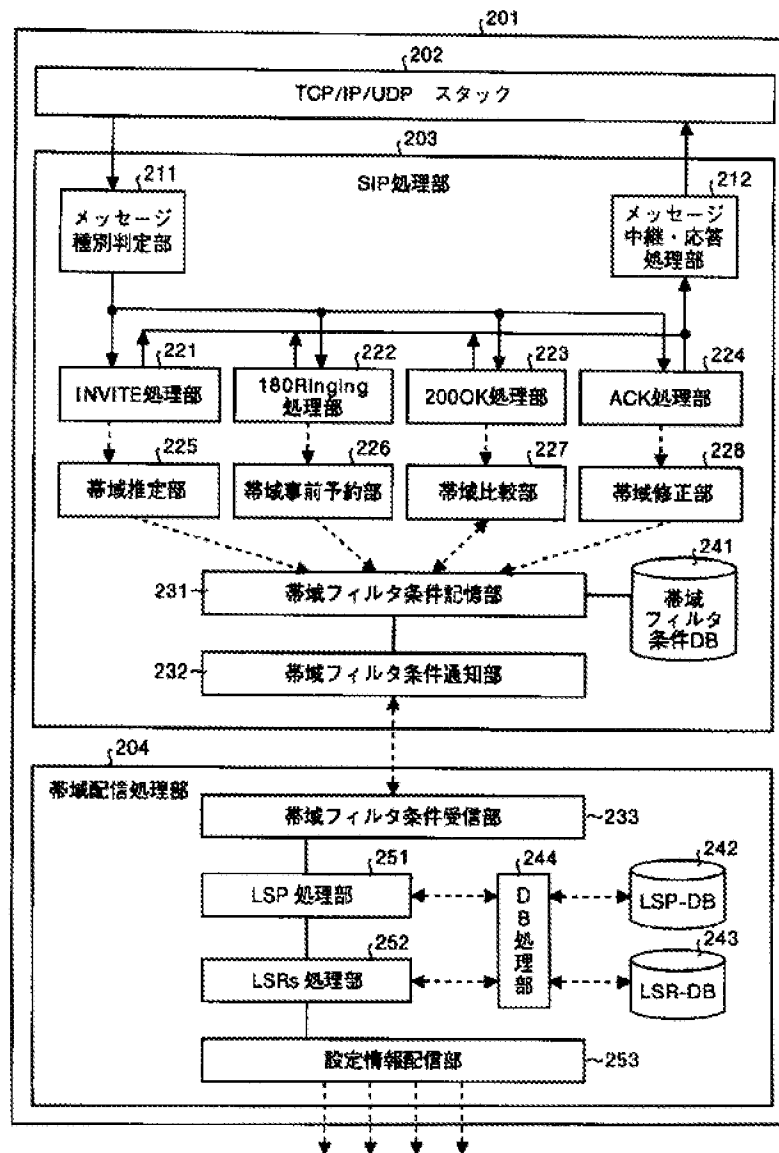 201
202
TCP/IP/UDP スタック
203
SIP処理部
211
メッセージ
種別判定部
212
メッセージ
中継・応答
処理部
221
INVITE処理部
222
180Ringing
処理部
223
200OK処理部
224
ACK処理部
225
帯域推定部
226
帯域事前予約部
227
帯域比較部
228
帯域修正部
231
帯域フィルタ条件記憶部
241
帯域
フィルタ
条件DB
232
帯域フィルタ条件通知部
204
帯域配信処理部
帯域フィルタ条件受信部
233
251
LSP 処理部
244
DB処理部
242
LSP-DB
252
LSRs 処理部
243
LSR-DB
設定情報配信部
253